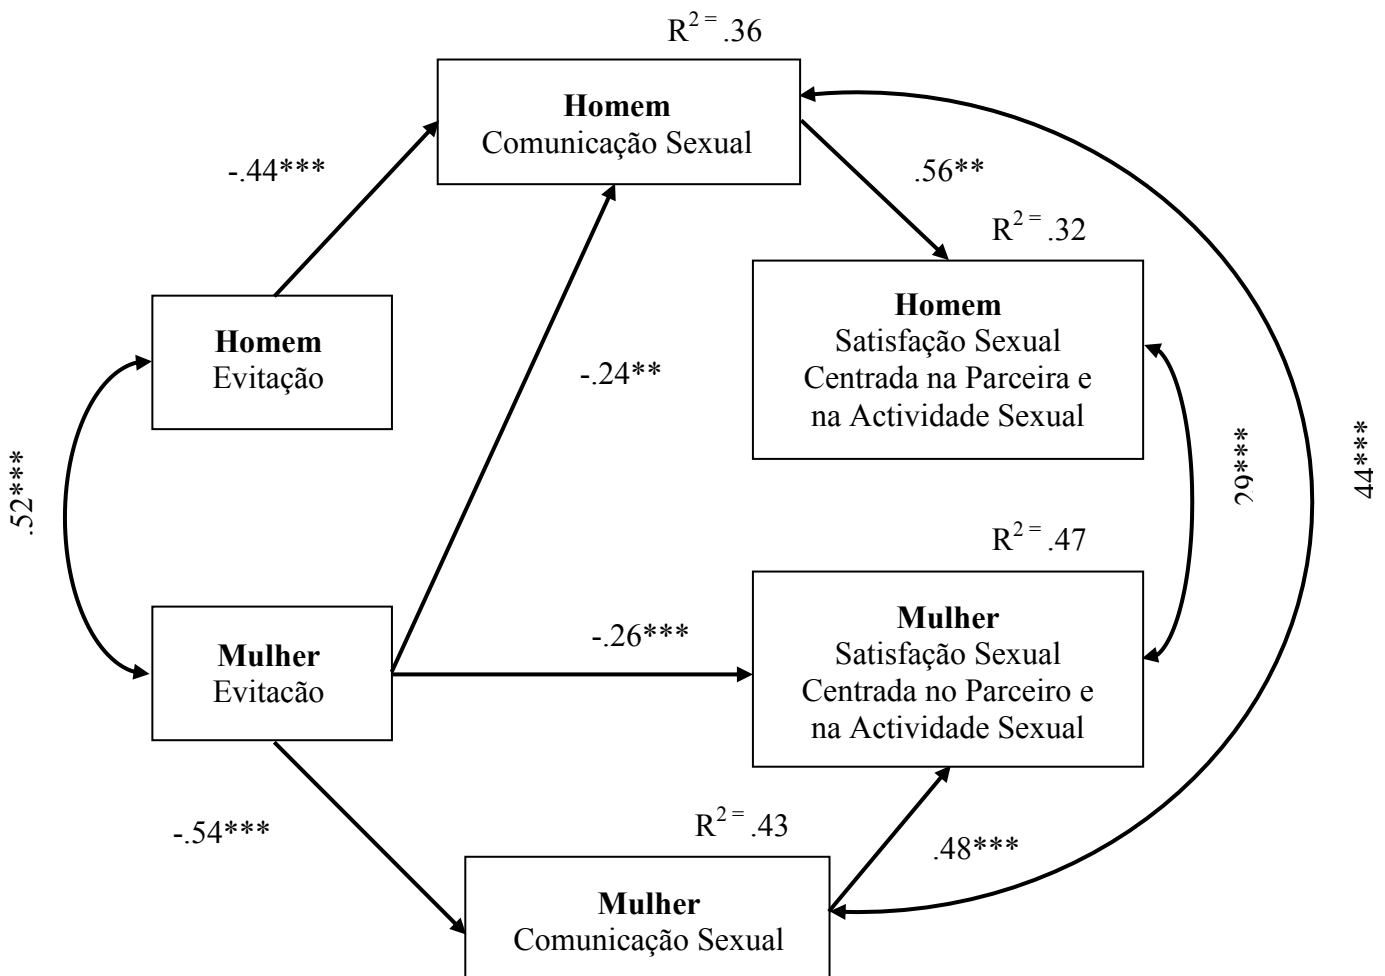 R² = .36
Homem
Comunicação Sexual
-.44***
.56**
R² = .32
Homem
Evitação
Homem
Satisfação Sexual
Centrada na Parceira e
na Actividade Sexual
-.24**
.52***
29***
44***
R² = .47
Mulher
Evitacão
-.26***
Mulher
Satisfação Sexual
Centrada no Parceiro e
na Actividade Sexual
-.54***
R² = .43
.48***
Mulher
Comunicação Sexual